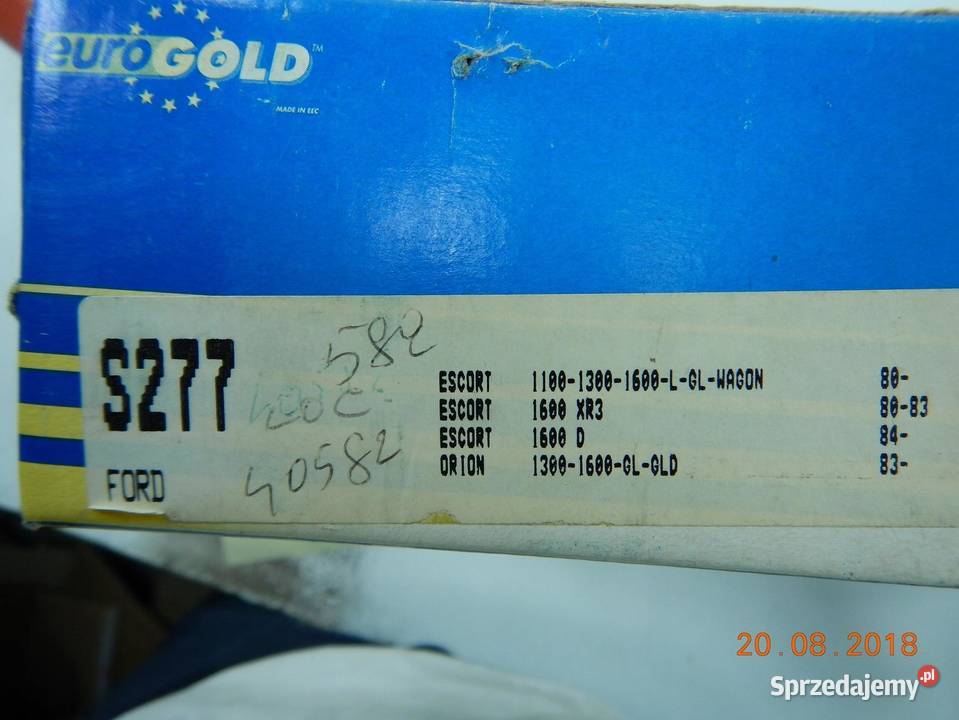 euroGOLD™
MADE IN EEC
S277
FORD
582
40582
ESCORT 1100-1300-1600-L-GL-WAGON 80-
ESCORT 1600 XR3 80-83
ESCORT 1600 D 84-
ORION 1300-1600-GL-GLD 83-
20.08.2018
Sprzedajemy.pl